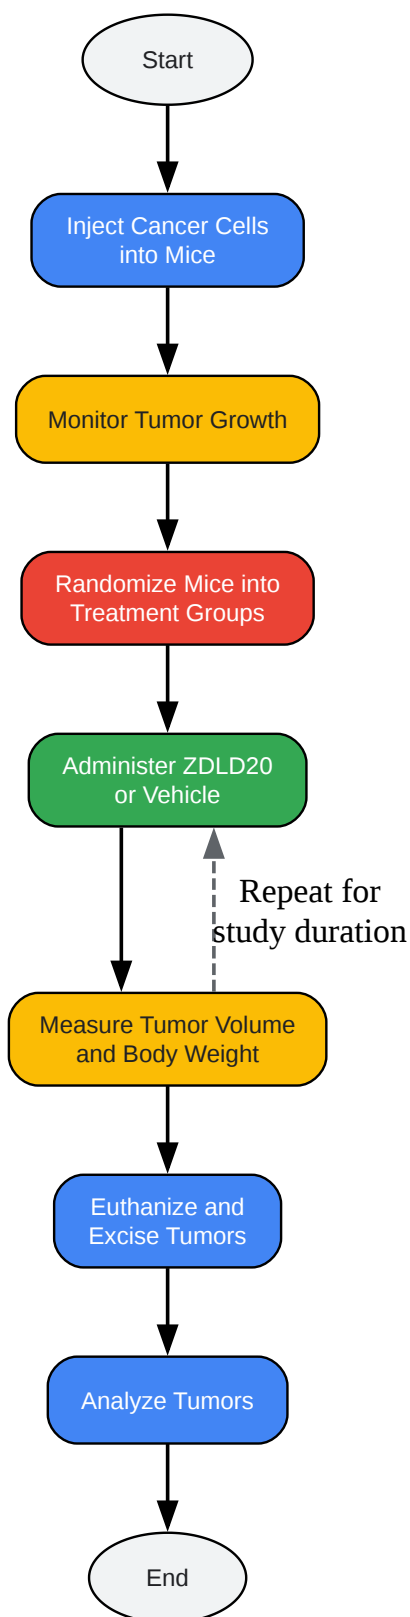 Start
Inject Cancer Cells
into Mice
Monitor Tumor Growth
Randomize Mice into
Treatment Groups
Administer ZDLD20
or Vehicle
Repeat for
study duration
Measure Tumor Volume
and Body Weight
Euthanize and
Excise Tumors
Analyze Tumors
End